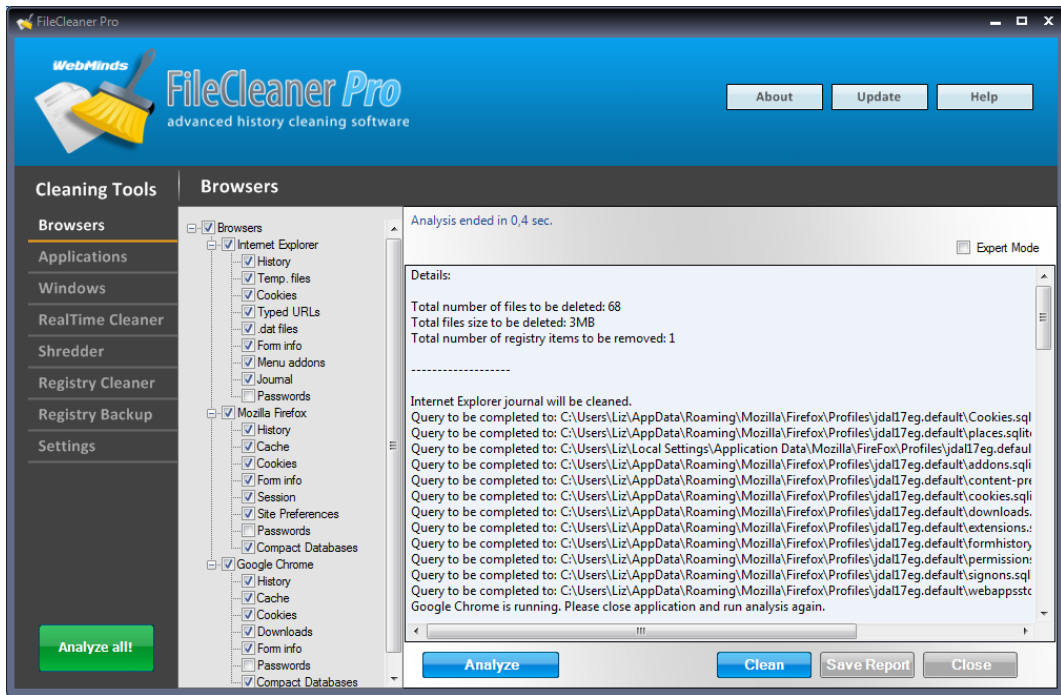 FileCleaner Pro
WebMinds
FileCleaner Pro
advanced history cleaning software
About
Update
Help
Cleaning Tools
Browsers
Applications
Windows
RealTime Cleaner
Shredder
Registry Cleaner
Registry Backup
Settings
Analyze all!
Browsers
Browsers
Internet Explorer
History
Temp. files
Cookies
Typed URLs
.dat files
Form info
Menu addons
Journal
Passwords
Mozilla Firefox
History
Cache
Cookies
Form info
Session
Site Preferences
Passwords
Compact Databases
Google Chrome
History
Cache
Cookies
Downloads
Form info
Passwords
Compact Databases
Analysis ended in 0,4 sec.
Expert Mode
Details:
Total number of files to be deleted: 68
Total files size to be deleted: 3MB
Total number of registry items to be removed: 1
-------------------
Internet Explorer journal will be cleaned.
Query to be completed to: C:\Users\Liz\AppData\Roaming\Mozilla\Firefox\Profiles\jdal17eg.default\Cookies.sql
Query to be completed to: C:\Users\Liz\AppData\Roaming\Mozilla\Firefox\Profiles\jdal17eg.default\places.sqlite
Query to be completed to: C:\Users\Liz\Local Settings\Application Data\Mozilla\FireFox\Profiles\jdal17eg.defaul
Query to be completed to: C:\Users\Liz\AppData\Roaming\Mozilla\Firefox\Profiles\jdal17eg.default\addons.sqli
Query to be completed to: C:\Users\Liz\AppData\Roaming\Mozilla\Firefox\Profiles\jdal17eg.default\content-pre
Query to be completed to: C:\Users\Liz\AppData\Roaming\Mozilla\Firefox\Profiles\jdal17eg.default\cookies.sqli
Query to be completed to: C:\Users\Liz\AppData\Roaming\Mozilla\Firefox\Profiles\jdal17eg.default\downloads.
Query to be completed to: C:\Users\Liz\AppData\Roaming\Mozilla\Firefox\Profiles\jdal17eg.default\extensions.s
Query to be completed to: C:\Users\Liz\AppData\Roaming\Mozilla\Firefox\Profiles\jdal17eg.default\formhistory
Query to be completed to: C:\Users\Liz\AppData\Roaming\Mozilla\Firefox\Profiles\jdal17eg.default\permissions
Query to be completed to: C:\Users\Liz\AppData\Roaming\Mozilla\Firefox\Profiles\jdal17eg.default\signons.sql
Query to be completed to: C:\Users\Liz\AppData\Roaming\Mozilla\Firefox\Profiles\jdal17eg.default\webappsstc
Google Chrome is running. Please close application and run analysis again.
Analyze
Clean
Save Report
Close